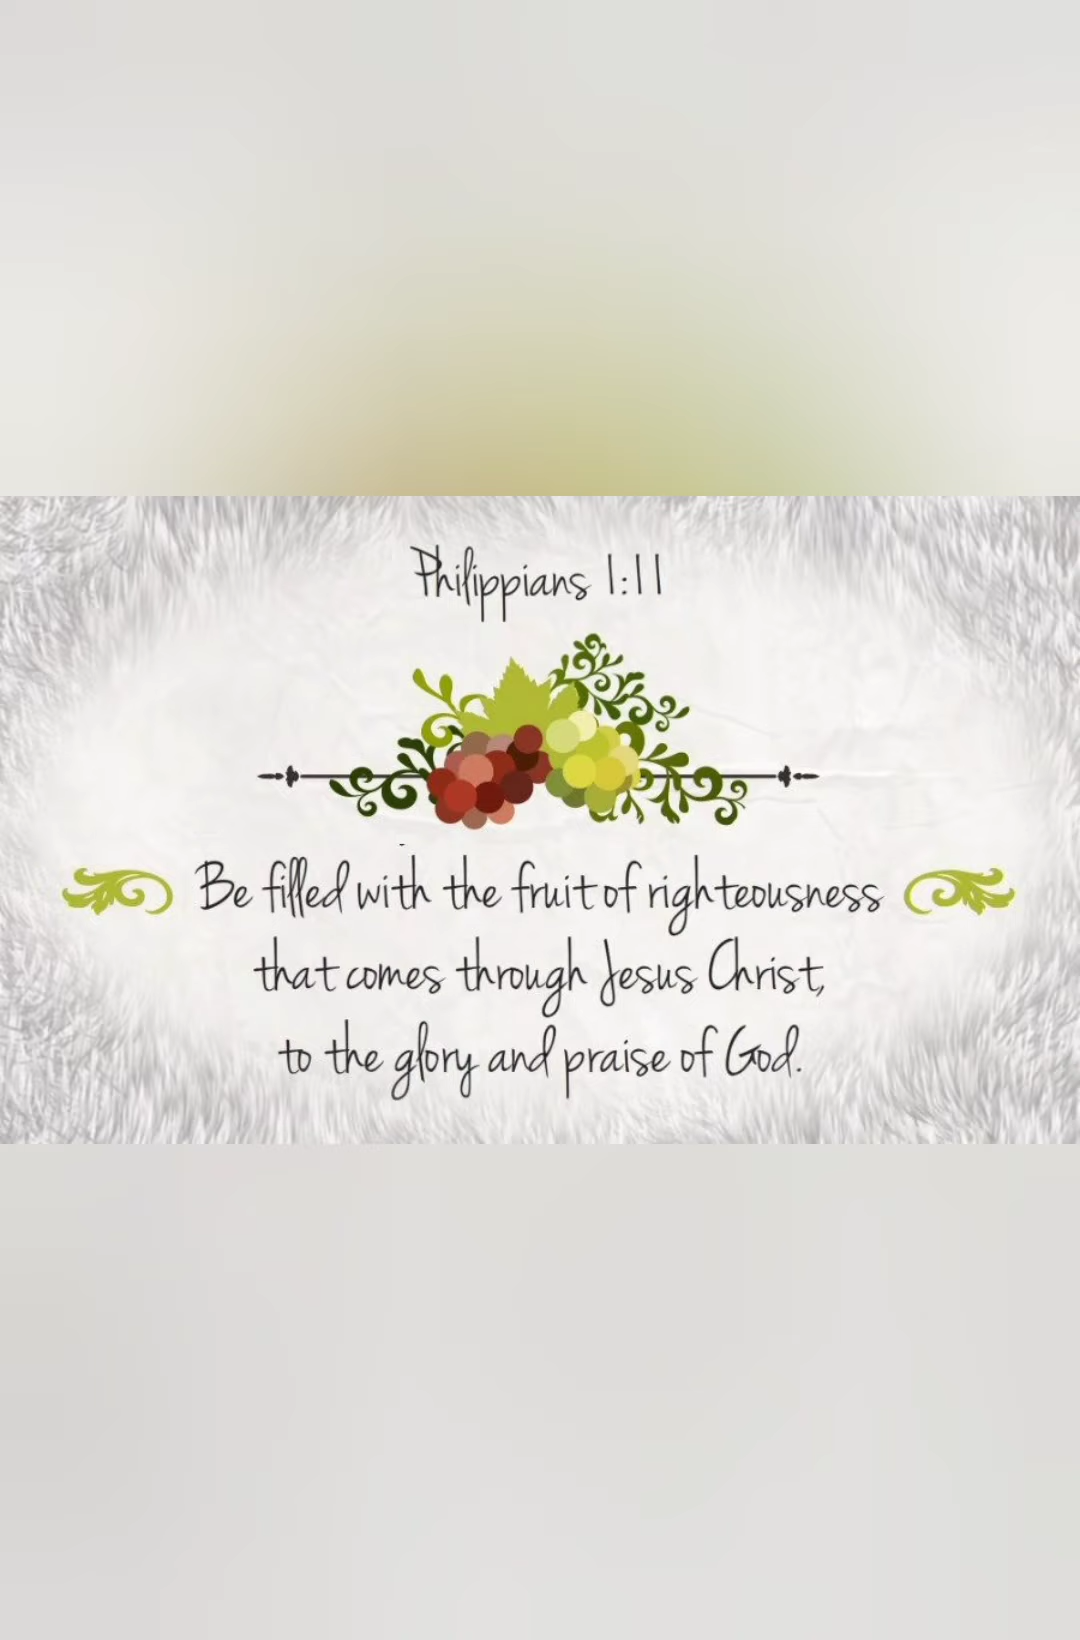 Philippians 1:11
Be filled with the fruit of righteousness
that comes through Jesus Christ,
to the glory and praise of God.